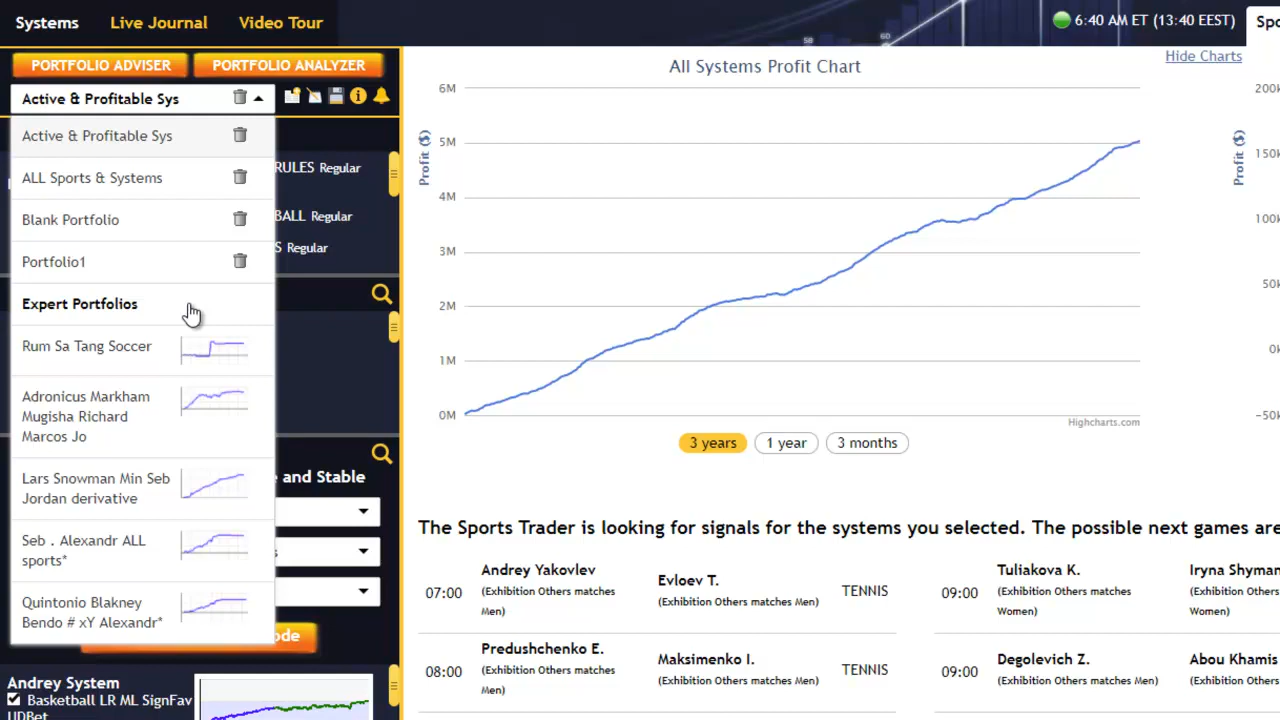 Systems
Live Journal
Video Tour
6:40 AM ET (13:40 EEST)
58
60
PORTFOLIO ADVISER
PORTFOLIO ANALYZER
Active & Profitable Sys
Active & Profitable Sys
ALL Sports & Systems
Blank Portfolio
Portfolio1
Expert Portfolios
Rum Sa Tang Soccer
Adronicus Markham
Mugisha Richard
Marcos Jo
Lars Snowman Min Seb
Jordan derivative
Seb . Alexandr ALL
sports*
Quintonio Blakney
Bendo # xY Alexandr*
RULES Regular
BALL Regular
S Regular
e and Stable
s
ode
Andrey System
Basketball LR ML SignFav
UDBet
All Systems Profit Chart
Hide Charts
Profit ($)
6M
5M
4M
3M
2M
1M
0M
Highcharts.com
3 years
1 year
3 months
Profit ($)
200k
150k
100k
50k
0k
-50k
The Sports Trader is looking for signals for the systems you selected. The possible next games are
07:00
Andrey Yakovlev
(Exhibition Others matches
Men)
Evloev T.
(Exhibition Others matches Men)
TENNIS
09:00
Tuliakova K.
(Exhibition Others matches
Women)
Iryna Shyman
(Exhibition Others
Women)
08:00
Predushchenko E.
(Exhibition Others matches
Men)
Maksimenko I.
(Exhibition Others matches Men)
TENNIS
09:00
Degolevich Z.
(Exhibition Others matches Men)
Abou Khamis
(Exhibition Others